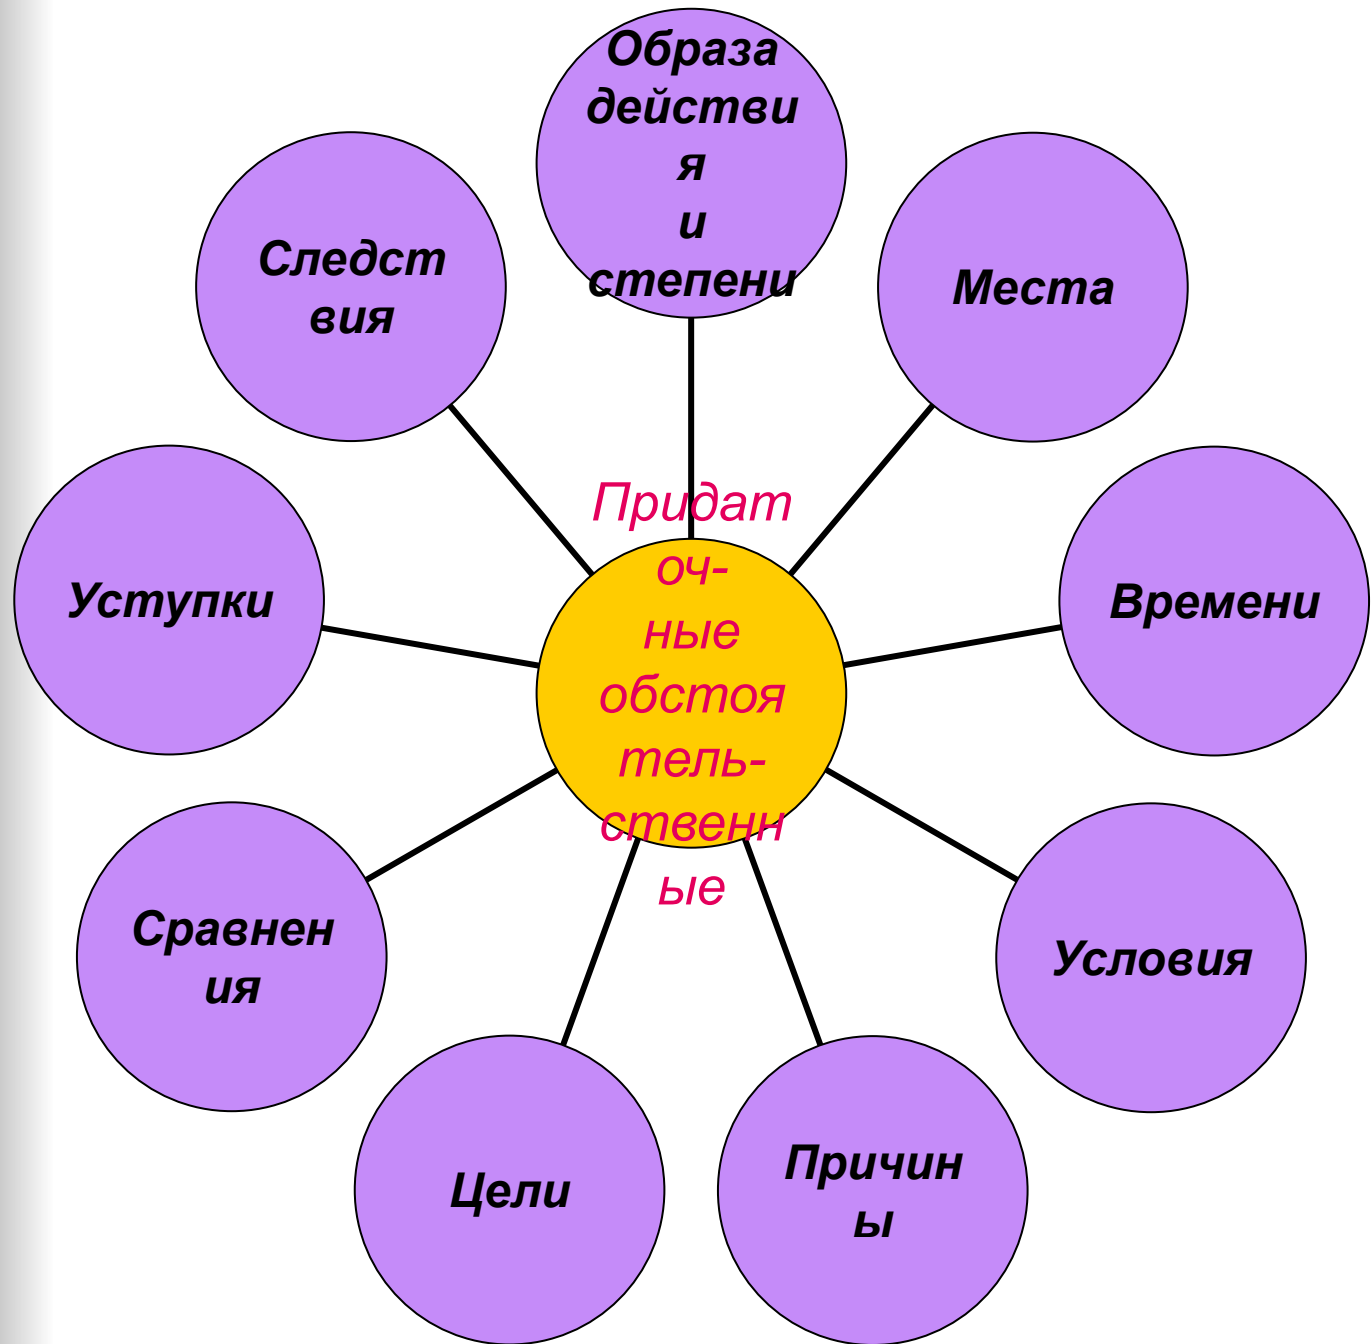 Образа
действи
я
и
степени
Места
Времени
Условия
Причин
ы
Цели
Сравнен
ия
Уступки
Следст
вия
Придат
оч-
ные
обстоя
тель-
ственн
ые